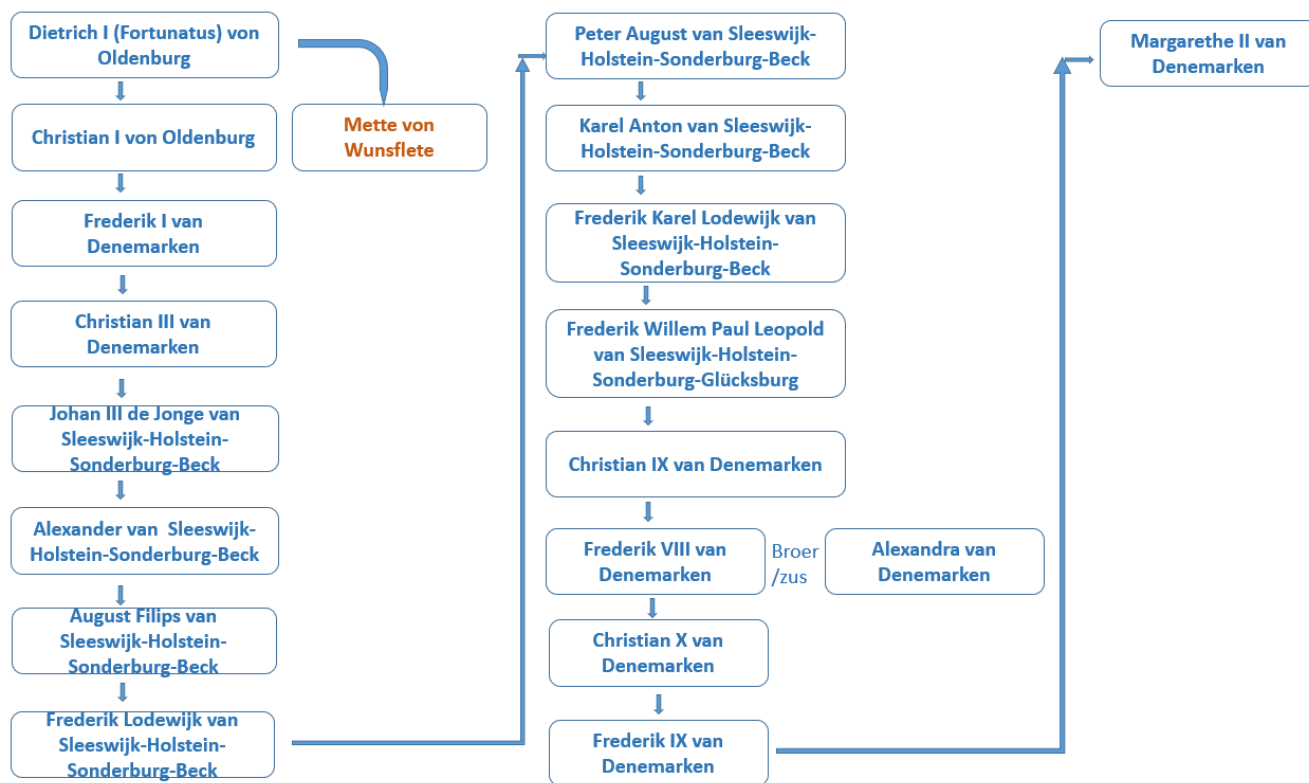 Dietrich I (Fortunatus) von
Oldenburg
Christian I von Oldenburg
Mette von
Wunsflete
Frederik I van
Denemarken
Christian III van
Denemarken
Johan III de Jonge van
Sleeswijk-Holstein-
Sonderburg-Beck
Alexander van Sleeswijk-
Holstein-Sonderburg-Beck
August Filips van
Sleeswijk-Holstein-
Sonderburg-Beck
Frederik Lodewijk van
Sleeswijk-Holstein-
Sonderburg-Beck
Peter August van Sleeswijk-
Holstein-Sonderburg-Beck
Karel Anton van Sleeswijk-
Holstein-Sonderburg-Beck
Frederik Karel Lodewijk van
Sleeswijk-Holstein-
Sonderburg-Beck
Frederik Willem Paul Leopold
van Sleeswijk-Holstein-
Sonderburg-Glücksburg
Christian IX van Denemarken
Frederik VIII van
Denemarken
Broer
/zus
Alexandra van
Denemarken
Christian X van
Denemarken
Frederik IX van
Denemarken
Margarethe II van
Denemarken